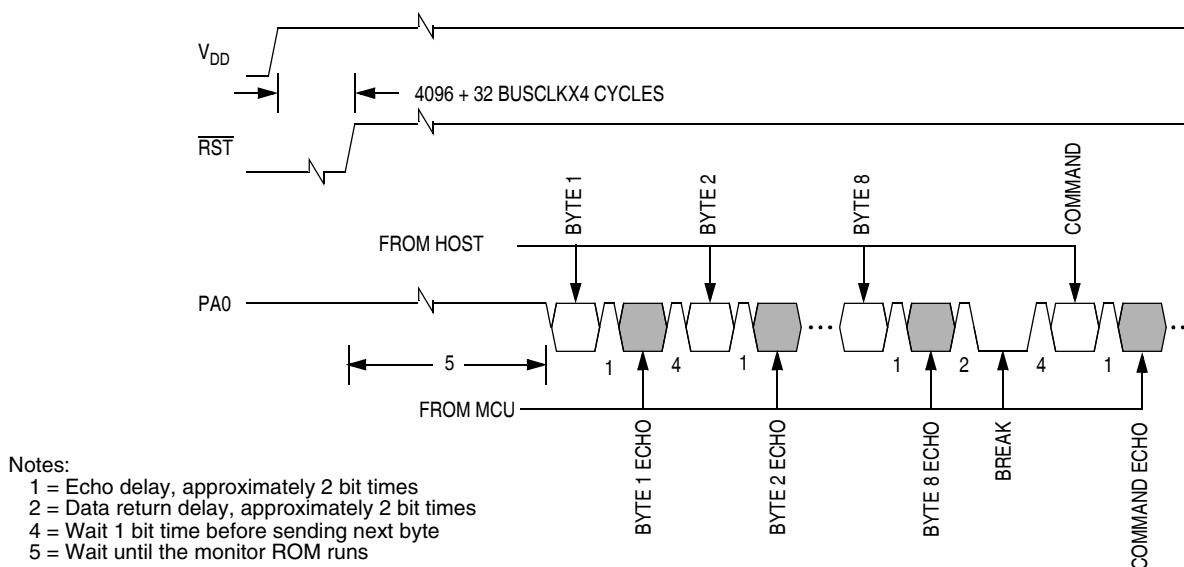 VDD
4096 + 32 BUSCLKX4 CYCLES
RST
BYTE 1
BYTE 2
BYTE 8
COMMAND
FROM HOST
PA0
5
1
4
1
1
2
4
1
FROM MCU
BYTE 1 ECHO
BYTE 2 ECHO
BYTE 8 ECHO
BREAK
COMMAND ECHO
Notes:
1 = Echo delay, approximately 2 bit times
2 = Data return delay, approximately 2 bit times
4 = Wait 1 bit time before sending next byte
5 = Wait until the monitor ROM runs